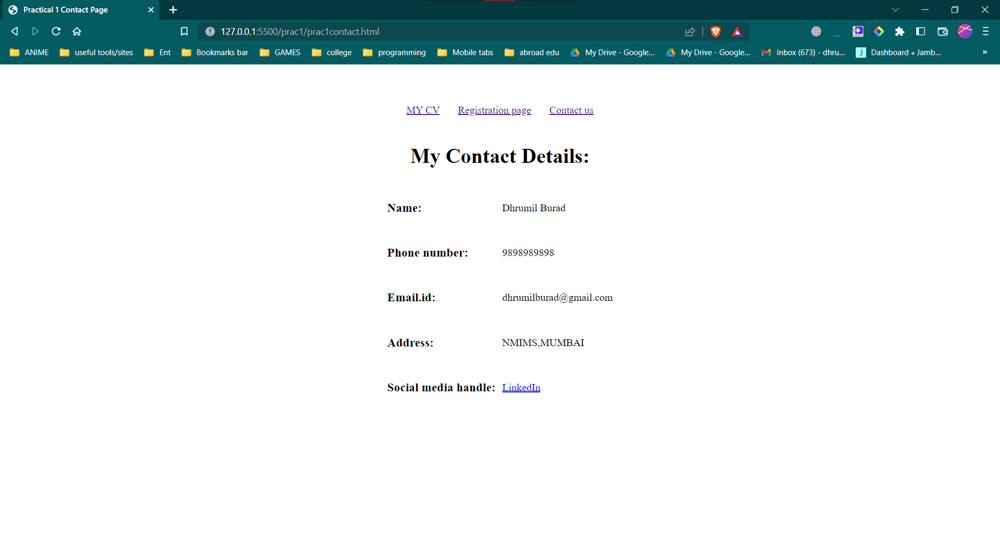 Practical 1 Contact Page
127.0.0.1:5500/prac1/prac1contact.html
ANIME useful tools/sites Ent Bookmarks bar GAMES college programming Mobile tabs abroad edu My Drive - Google... My Drive - Google... Inbox (673) - dhru... J Dashboard « Jamb... »
MY CV Registration page Contact us
My Contact Details:
Name: Dhrumil Burad
Phone number: 9898989898
Email.id: dhrumilburad@gmail.com
Address: NMIMS,MUMBAI
Social media handle: LinkedIn